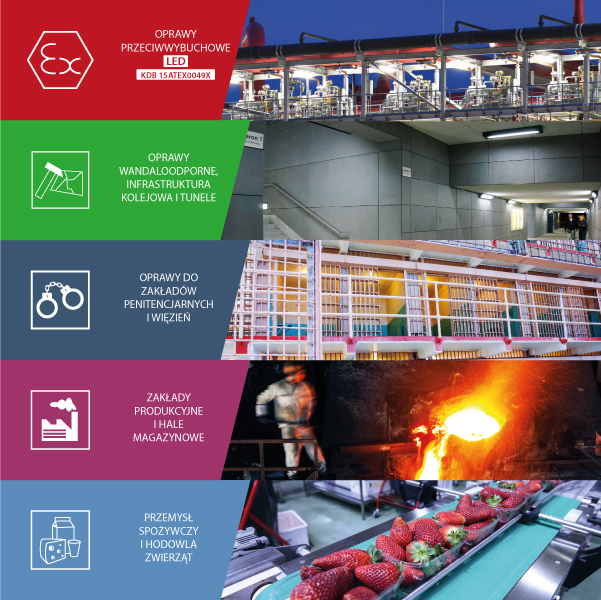 Ex
OPRAWY
PRZECIWWYBUCHOWE
LED
KDB 15ATEX0049X
OPRAWY
WANDALOODPORNE,
INFRASTRUKTURA
KOLEJOWA I TUNELE
OPRAWY DO
ZAKŁADÓW
PENITENCJARNYCH
I WIĘZIEŃ
ZAKŁADY
PRODUKCYJNE
I HALE
MAGAZYNOWE
PRZEMYSŁ
SPOŻYWCZY
I HODOWLA
ZWIERZĄT